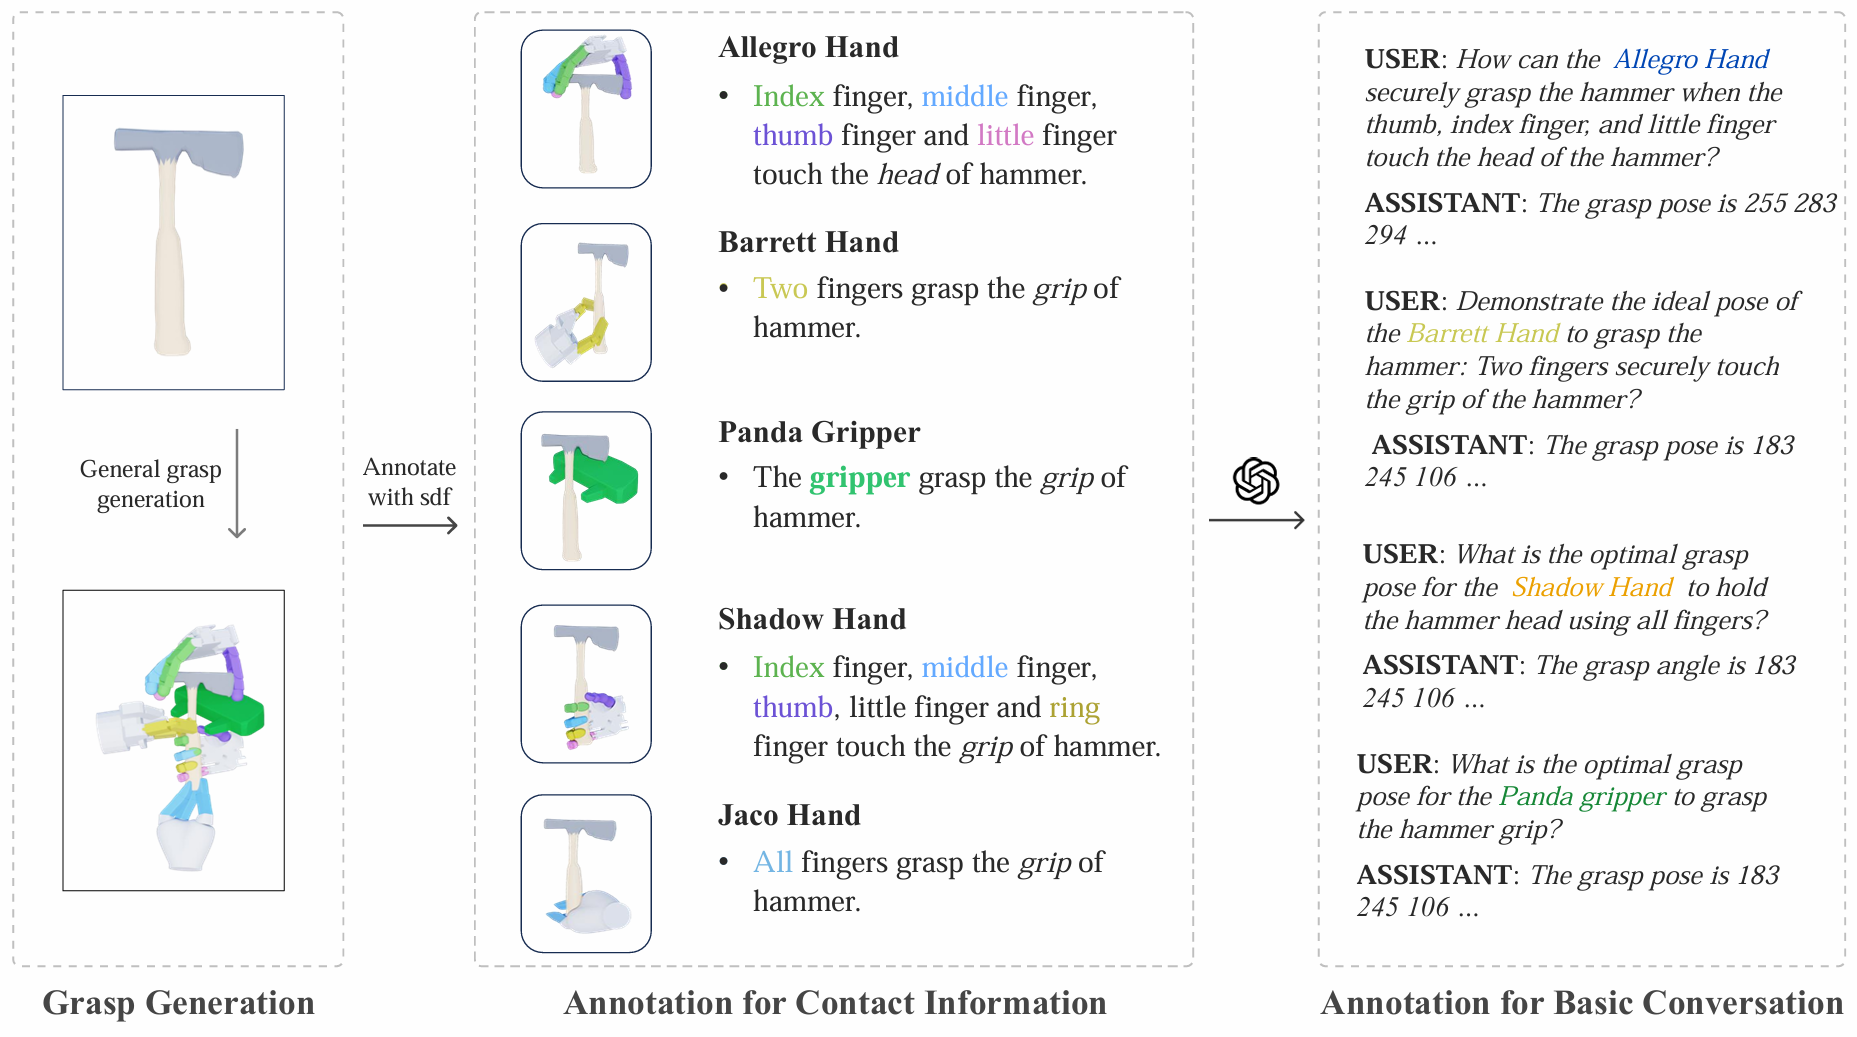 General grasp
generation
Grasp Generation
Annotate
with sdf
Allegro Hand
• Index finger, middle finger,
thumb finger and little finger
touch the head of hammer.
Barrett Hand
• Two fingers grasp the grip of
hammer.
Panda Gripper
• The gripper grasp the grip of
hammer.
Shadow Hand
• Index finger, middle finger,
thumb, little finger and ring
finger touch the grip of hammer.
Jaco Hand
• All fingers grasp the grip of
hammer.
Annotation for Contact Information
USER: How can the Allegro Hand
securely grasp the hammer when the
thumb, index finger, and little finger
touch the head of the hammer?
ASSISTANT: The grasp pose is 255 283
294 ...
USER: Demonstrate the ideal pose of
the Barrett Hand to grasp the
hammer: Two fingers securely touch
the grip of the hammer?
ASSISTANT: The grasp pose is 183
245 106 ...
USER: What is the optimal grasp
pose for the Shadow Hand to hold
the hammer head using all fingers?
ASSISTANT: The grasp angle is 183
245 106 ...
USER: What is the optimal grasp
pose for the Panda gripper to grasp
the hammer grip?
ASSISTANT: The grasp pose is 183
245 106 ...
Annotation for Basic Conversation